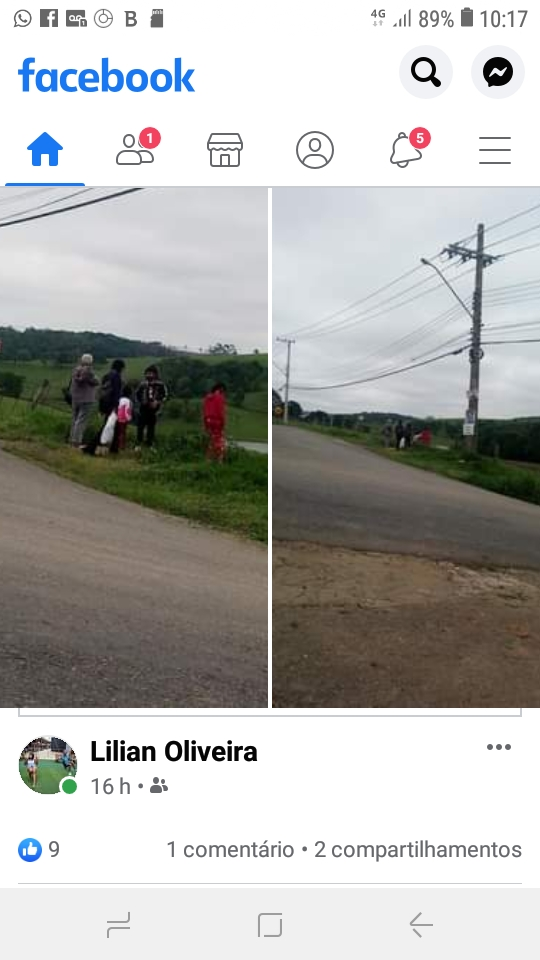 4G 89% 10:17
facebook
1
5
Lilian Oliveira
16 h •
9 1 comentário • 2 compartilhamentos